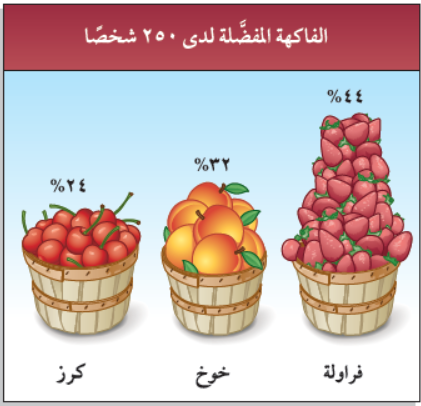 الفاكهة المفضَّلة لدى ٢٥٠ شخصًا
%٤٤
%٣٢
%٢٤
فراولة
خوخ
كرز